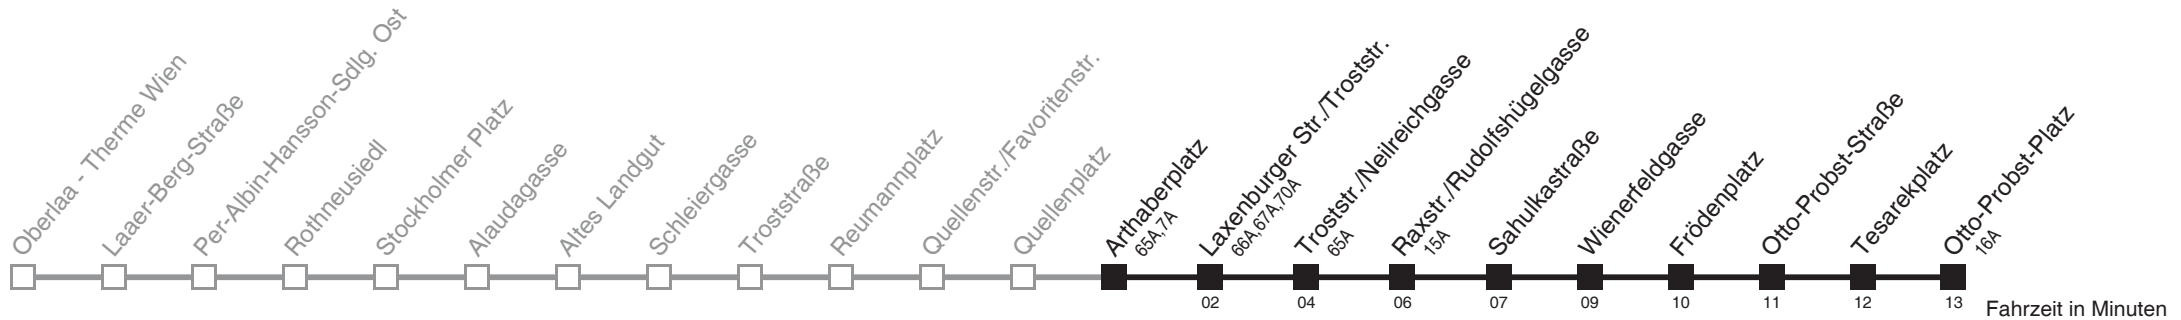 Oberlaa - Therme Wien
Laaer-Berg-Straße
Per-Albin-Hansson-Sdlg. Ost
Rothneusiedl
Stockholmer Platz
Alaudagasse
Altes Landgut
Schleiergasse
Troststraße
Reumannplatz
Quellenstr./Favoritenstr.
Quellenplatz
Arthaberplatz
65A,7A
Laxenburger Str./Troststr.
66A,67A,70A
Troststr./Neilreichgasse
65A
Raxstr./Rudolfshügelgasse
15A
Sahulkastraße
Wienerfeldgasse
Frödenplatz
Otto-Probst-Straße
Tesarekplatz
Otto-Probst-Platz
16A
02 04 06 07 09 10 11 12 13 Fahrzeit in Minuten